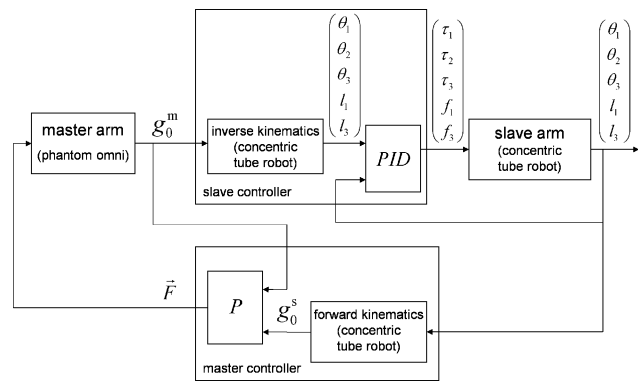 θ₁
θ₂
θ₃
l₁
l₃
τ₁
τ₂
τ₃
f₁
f₃
θ₁
θ₂
θ₃
l₁
l₃
master arm
(phantom omni)
g₀ᵐ
inverse kinematics
(concentric
tube robot)
PID
slave controller
slave arm
(concentric
tube robot)
F⃗
P
g₀ˢ
forward kinematics
(concentric
tube robot)
master controller